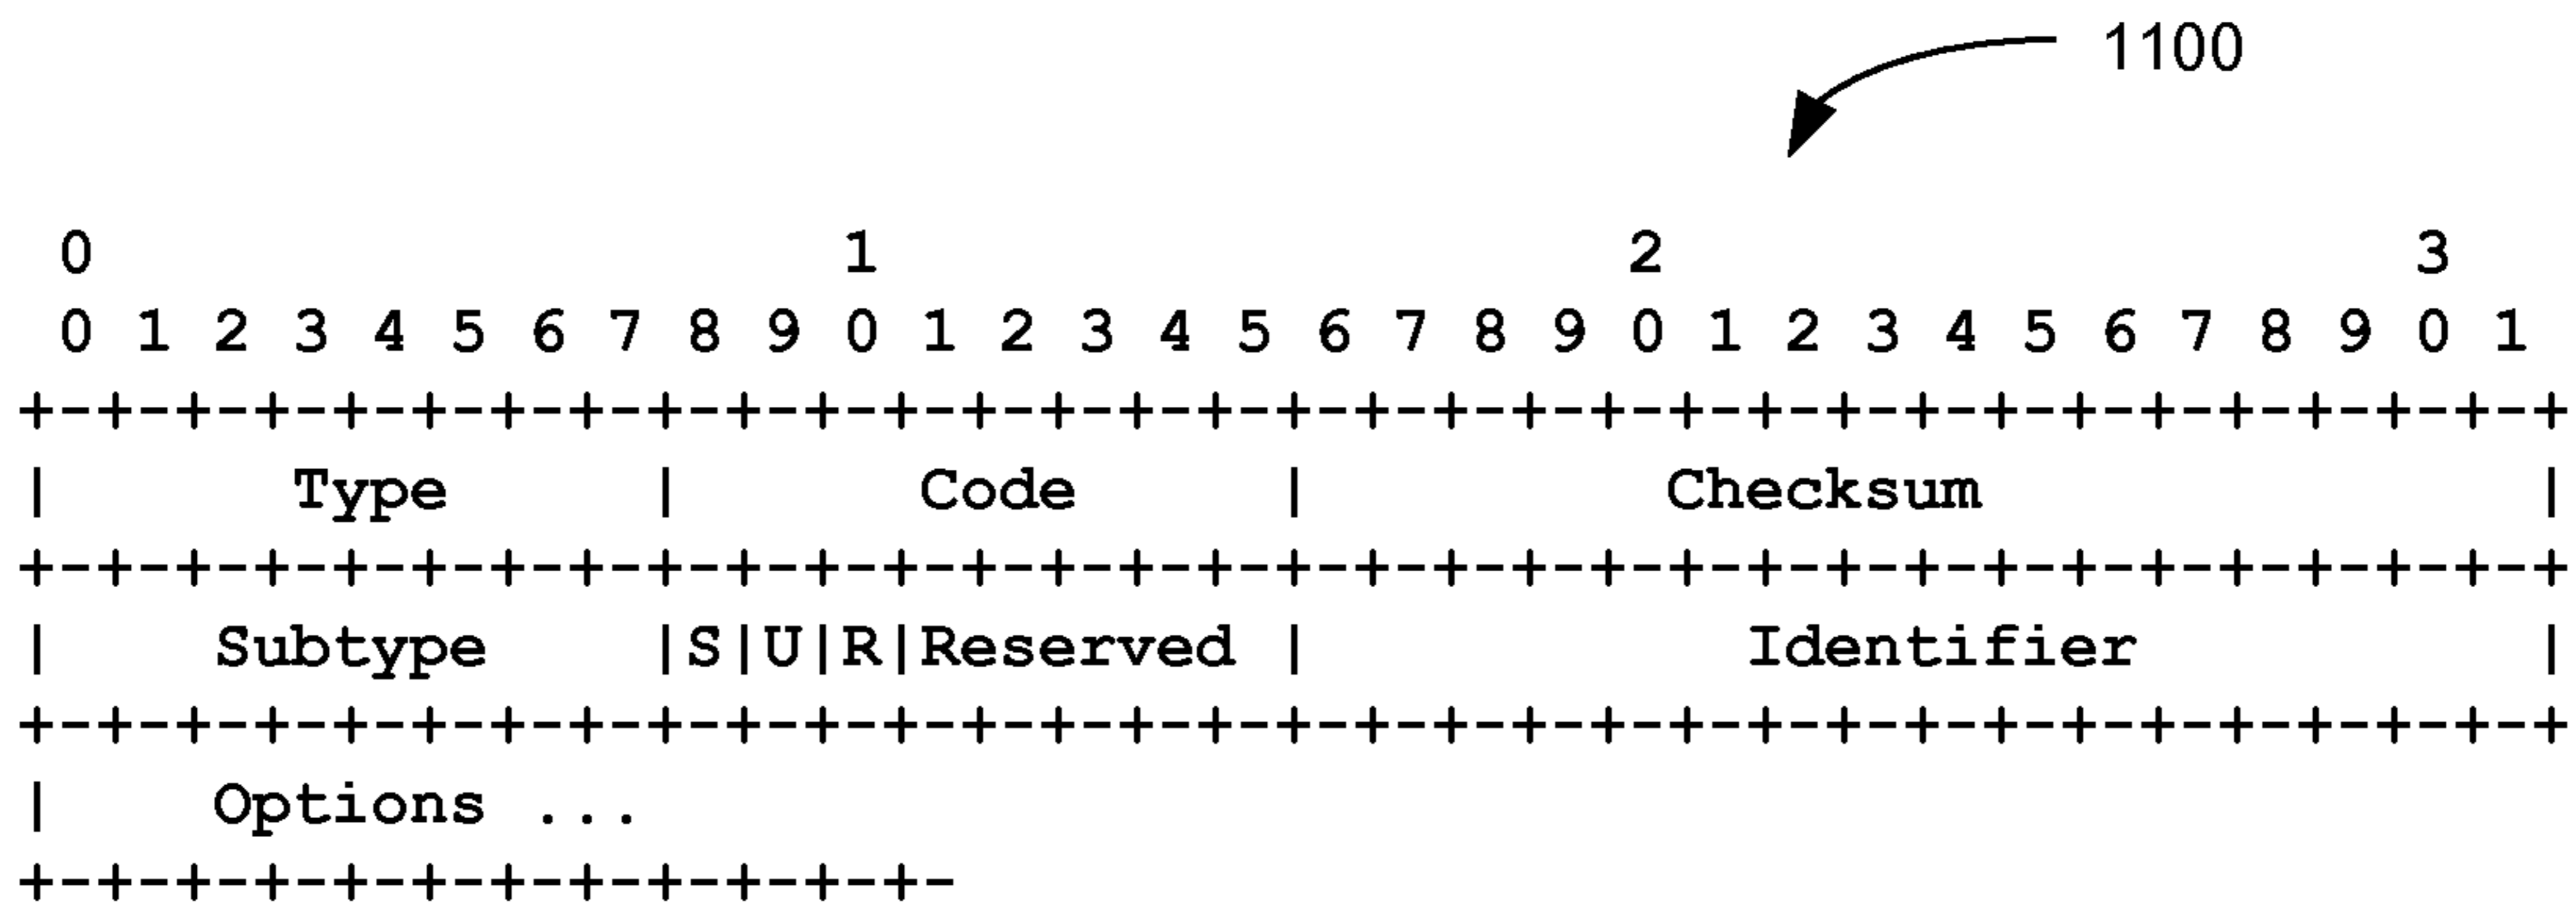 1100
 0                   1                   2                   3
 0 1 2 3 4 5 6 7 8 9 0 1 2 3 4 5 6 7 8 9 0 1 2 3 4 5 6 7 8 9 0 1
+-+-+-+-+-+-+-+-+-+-+-+-+-+-+-+-+-+-+-+-+-+-+-+-+-+-+-+-+-+-+-+-+
|      Type     |      Code     |         Checksum              |
+-+-+-+-+-+-+-+-+-+-+-+-+-+-+-+-+-+-+-+-+-+-+-+-+-+-+-+-+-+-+-+-+
|    Subtype    |S|U|R|Reserved |           Identifier          |
+-+-+-+-+-+-+-+-+-+-+-+-+-+-+-+-+-+-+-+-+-+-+-+-+-+-+-+-+-+-+-+-+
|    Options ...
+-+-+-+-+-+-+-+-+-+-+-+-